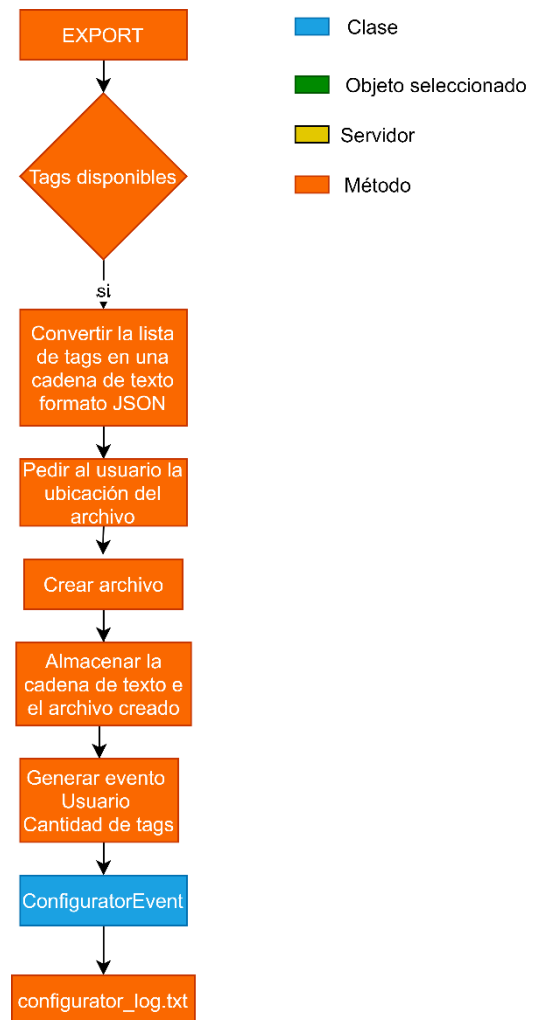 EXPORT
Tags disponibles
si
Convertir la lista
de tags en una
cadena de texto
formato JSON
Pedir al usuario la
ubicación del
archivo
Crear archivo
Almacenar la
cadena de texto e
el archivo creado
Generar evento
Usuario
Cantidad de tags
ConfiguratorEvent
configurator_log.txt
Clase
Objeto seleccionado
Servidor
Método